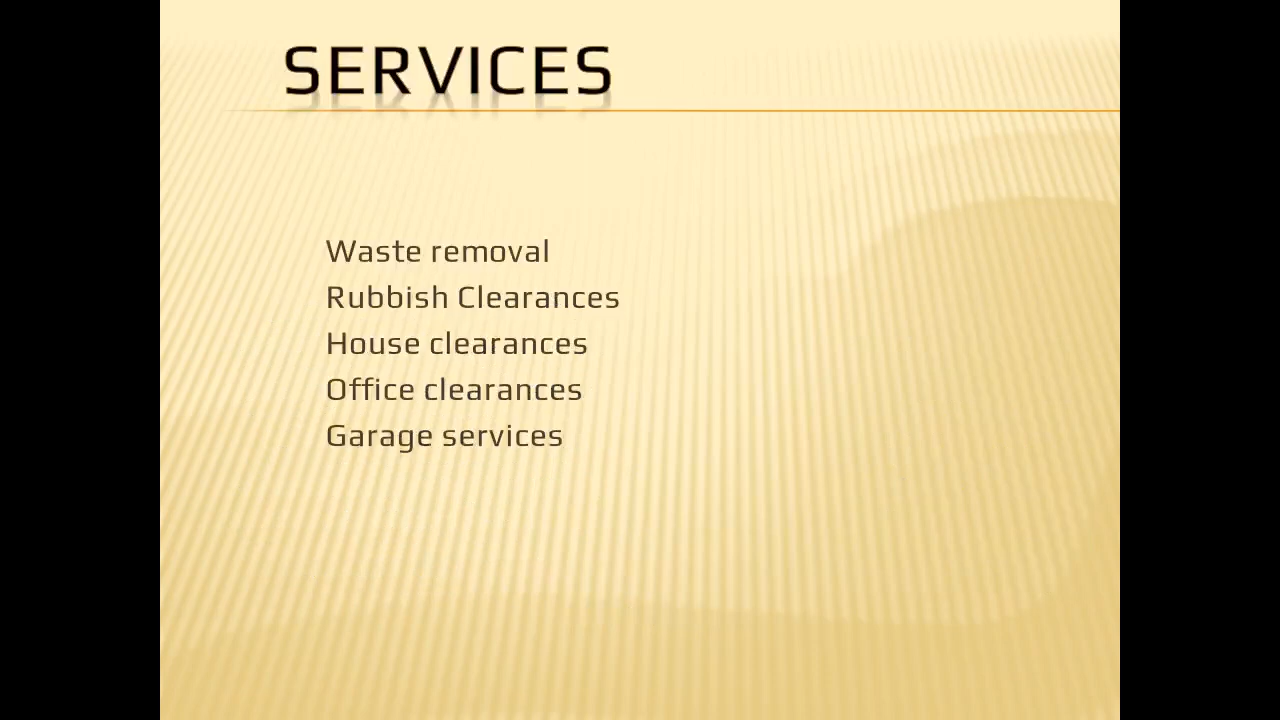 SERVICES
Waste removal
Rubbish Clearances
House clearances
Office clearances
Garage services